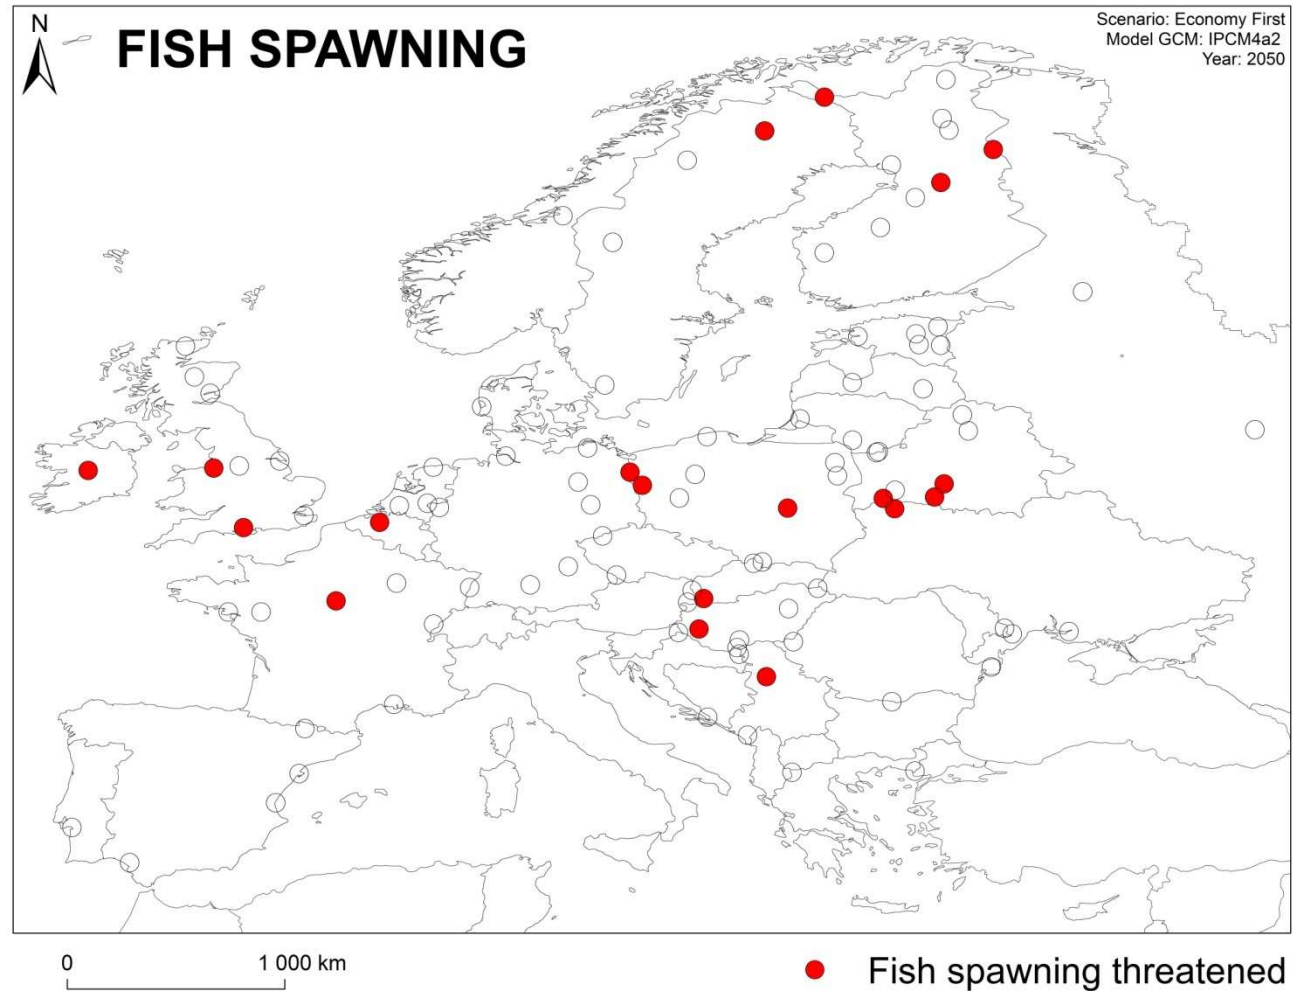 N
FISH SPAWNING
Scenario: Economy First
Model GCM: IPCM4a2
Year: 2050
0 1 000 km
Fish spawning threatened